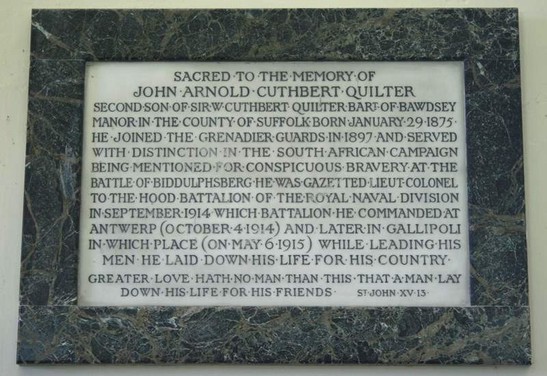 SACRED·TO·THE·MEMORY·OF
JOHN·ARNOLD·CUTHBERT·QUILTER
SECOND·SON·OF·SIR·W·CUTHBERT·QUILTER·BART·OF·BAWDSEY
MANOR·IN·THE·COUNTY·OF·SUFFOLK·BORN·JANUARY·29·1875·
HE·JOINED·THE·GRENADIER·GUARDS·IN·1897·AND·SERVED
WITH·DISTINCTION·IN·THE·SOUTH·AFRICAN·CAMPAIGN
BEING·MENTIONED·FOR·CONSPICUOUS·BRAVERY·AT·THE
BATTLE·OF·BIDDULPHSBERG·HE·WAS·GAZETTED·LIEUT·COLONEL
TO·THE·HOOD·BATTALION·OF·THE·ROYAL·NAVAL·DIVISION
IN·SEPTEMBER·1914·WHICH·BATTALION·HE·COMMANDED·AT
ANTWERP·(OCTOBER·4·1914)·AND·LATER·IN·GALLIPOLI
IN·WHICH·PLACE·(ON·MAY·6·1915)·WHILE·LEADING·HIS
MEN·HE·LAID·DOWN·HIS·LIFE·FOR·HIS·COUNTRY·
GREATER·LOVE·HATH·NO·MAN·THAN·THIS·THAT·A·MAN·LAY
DOWN·HIS·LIFE·FOR·HIS·FRIENDS· ST·JOHN·XV·13·